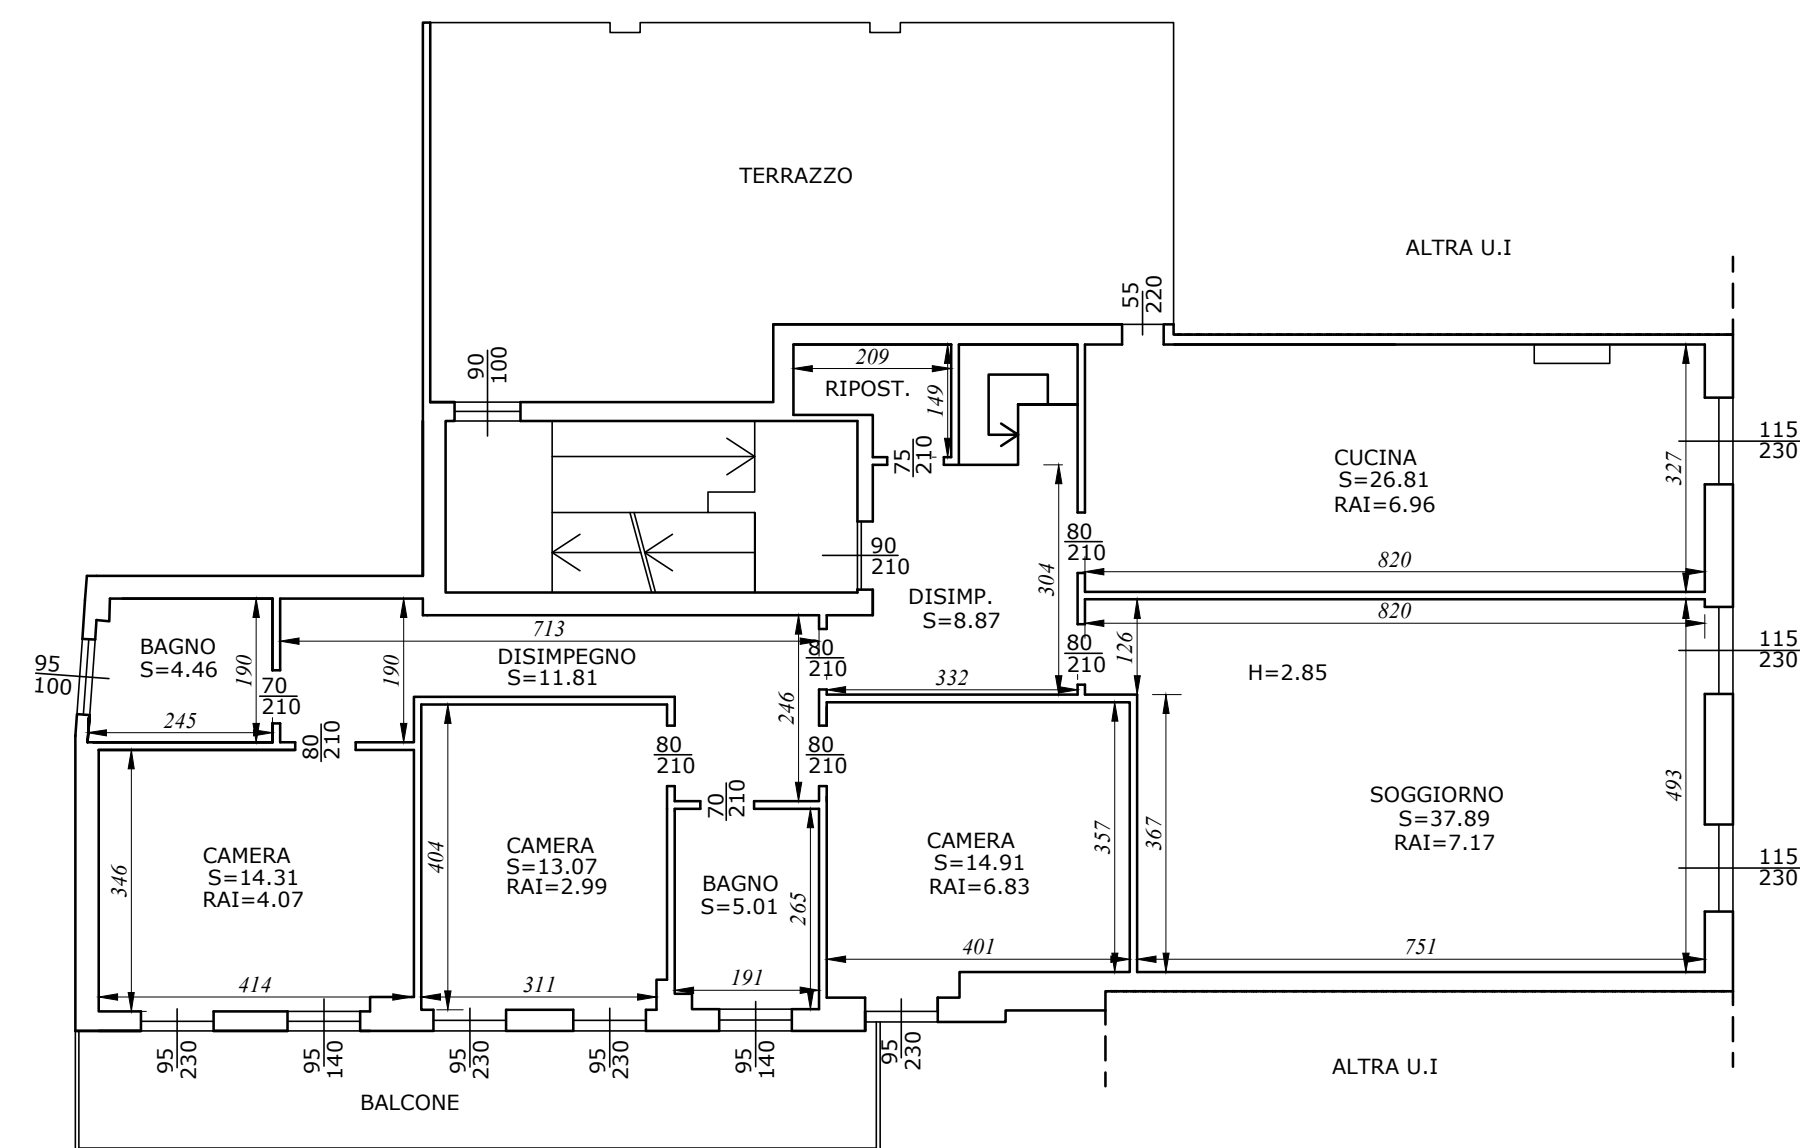 TERRAZZO
ALTRA U.I
55
220
90
100
209
RIPOST.
149
75
210
CUCINA
S=26.81
RAI=6.96
327
115
230
820
80
210
90
210
304
DISIMP.
S=8.87
820
126
80
210
H=2.85
115
230
332
BAGNO
S=4.46
190
95
100
245
70
210
190
713
DISIMPEGNO
S=11.81
80
210
246
80
210
80
210
80
210
70
210
346
CAMERA
S=14.31
RAI=4.07
414
404
CAMERA
S=13.07
RAI=2.99
311
BAGNO
S=5.01
265
191
CAMERA
S=14.91
RAI=6.83
357
401
367
SOGGIORNO
S=37.89
RAI=7.17
493
115
230
751
95
230
95
140
95
230
95
230
95
140
95
230
BALCONE
ALTRA U.I